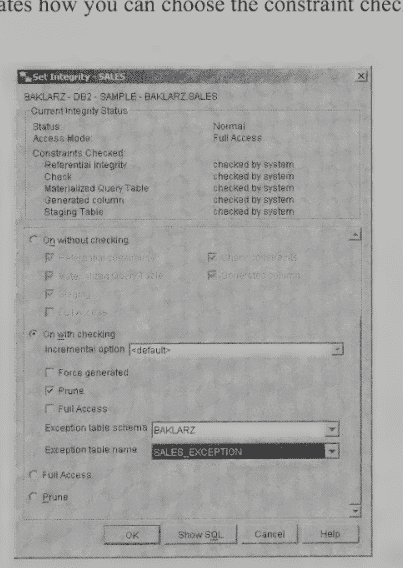 ates how you can choose the constraint chec
Set Integrity - SALES
BAKLARZ - DB2 - SAMPLE - BAKLARZ.SALES
Current Integrity Status
Status: Normal
Access Mode: Full Access
Constraints Checked:
Referential Integrity checked by system
Check checked by system
Materialized Query Table checked by system
Generated column checked by system
Staging Table checked by system
On without checking
Generated column
On with checking
Incremental option <default>
Force generated
Prune
Full Access
Exception table schema BAKLARZ
Exception table name SALES_EXCEPTION
Full Access
Prune
OK Show SQL Cancel Help